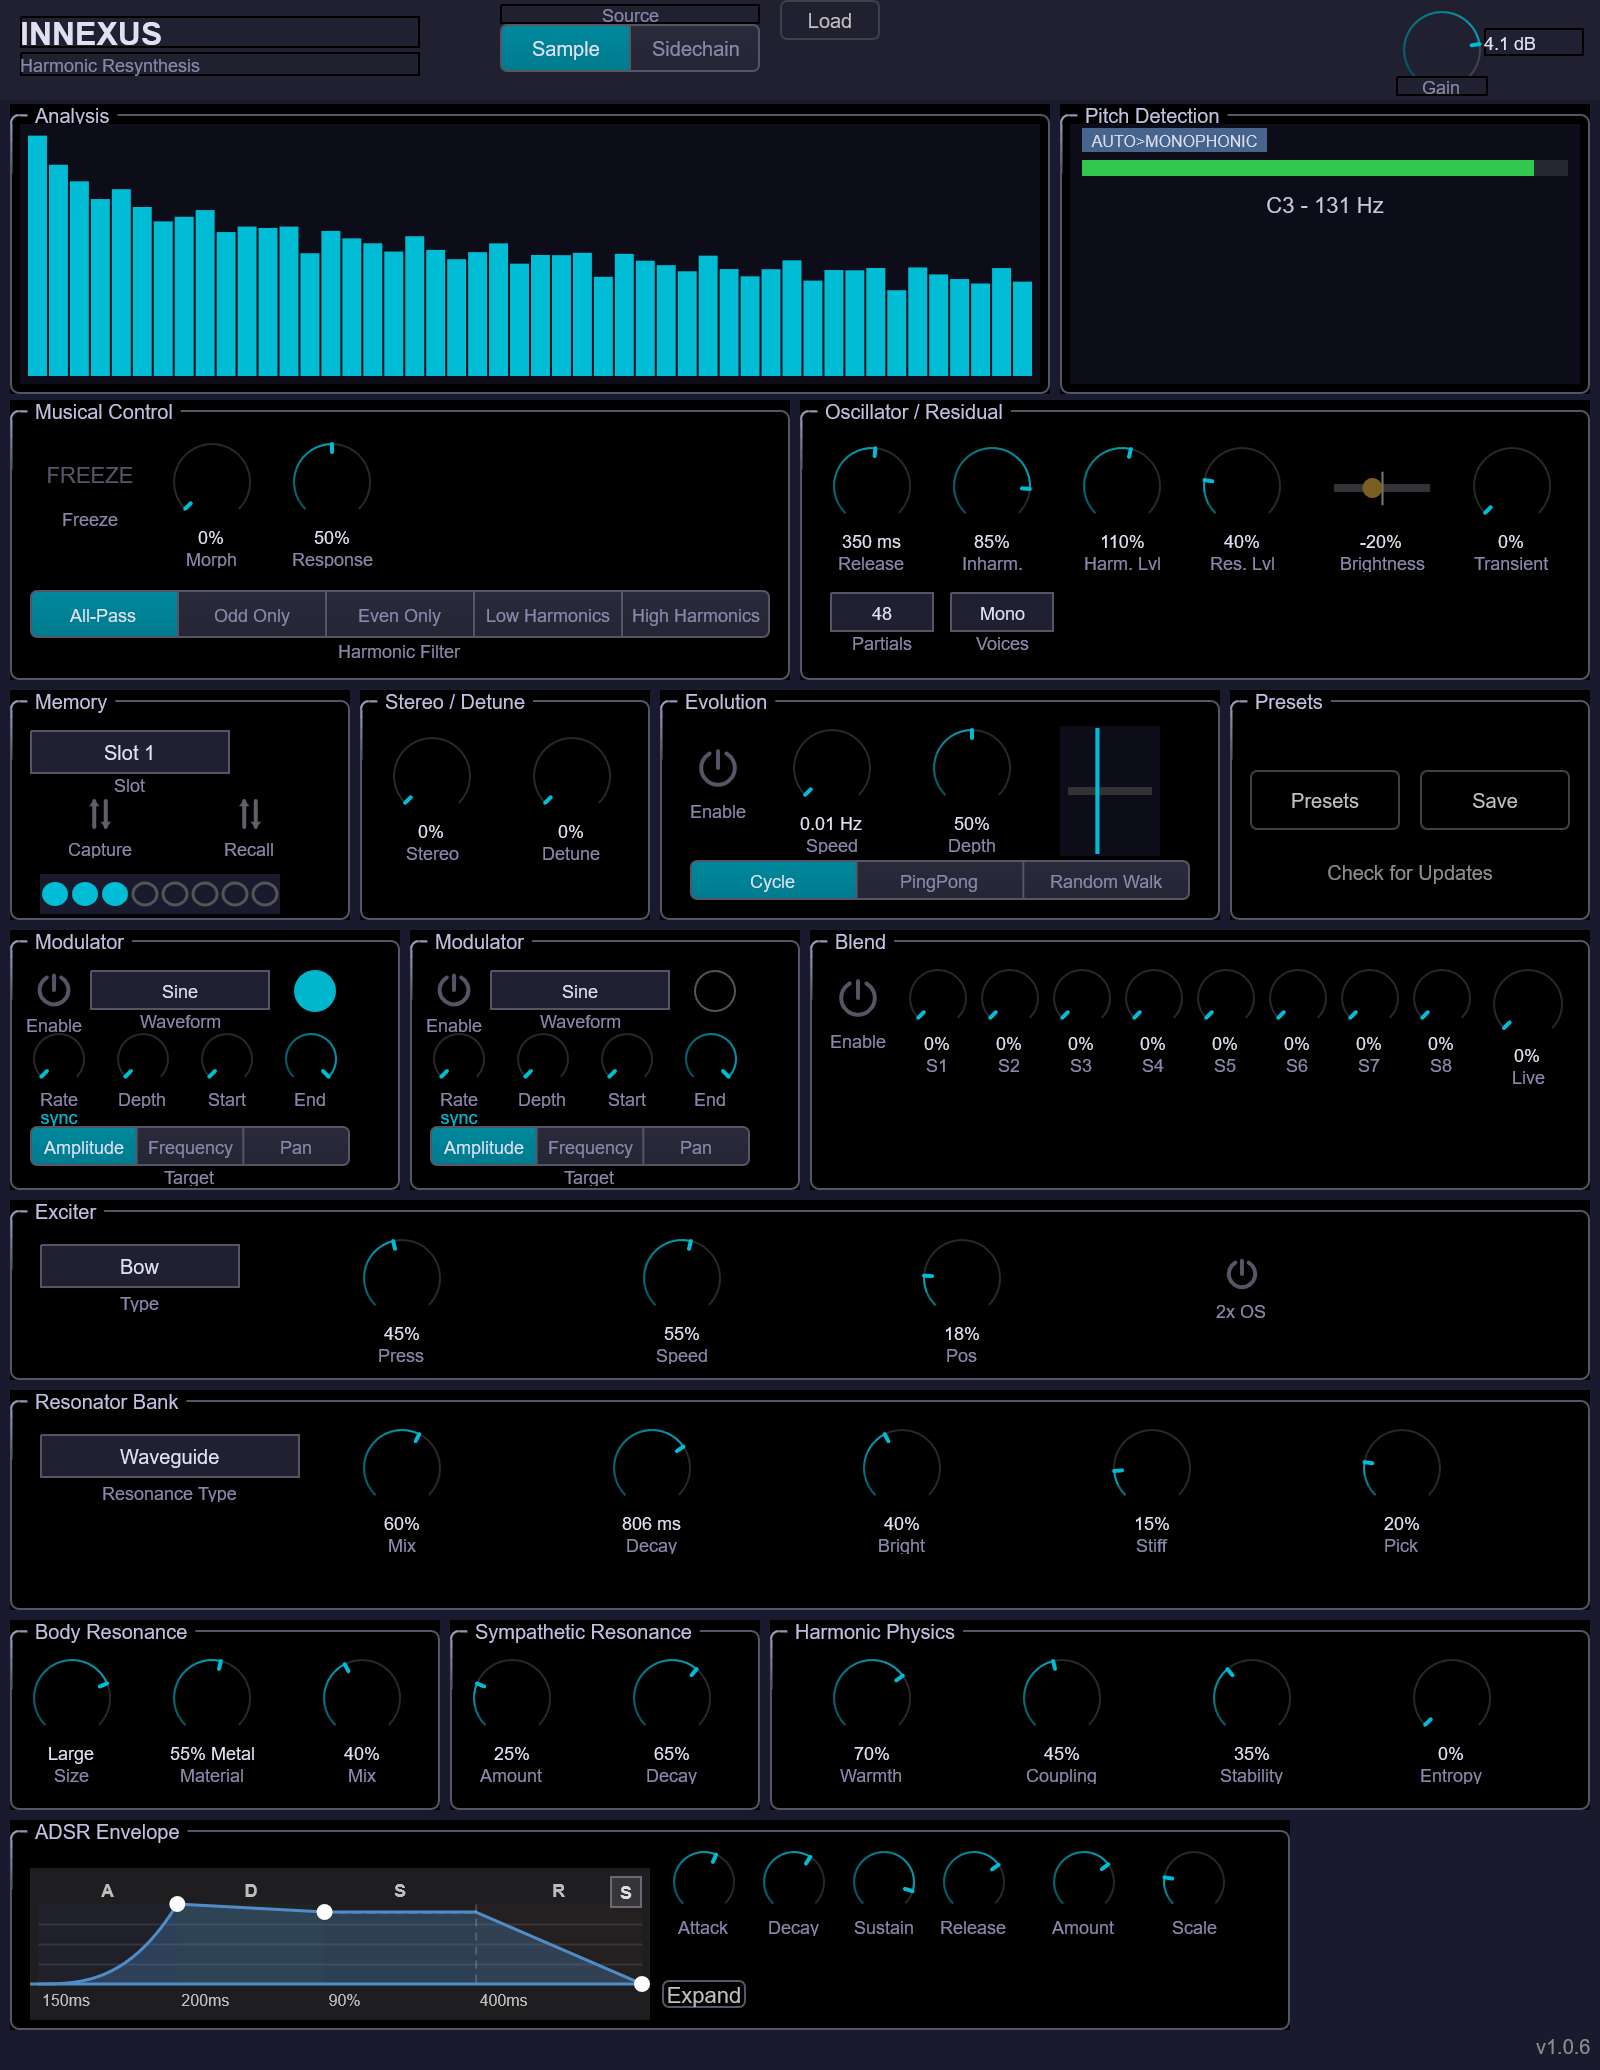 INNEXUS
Harmonic Resynthesis
Source
Sample Sidechain
Load
4.1 dB
Gain
Analysis
Pitch Detection
AUTO>MONOPHONIC
C3 - 131 Hz
Musical Control
FREEZE
Freeze
0% 50%
Morph Response
All-Pass Odd Only Even Only Low Harmonics High Harmonics
Harmonic Filter
Oscillator / Residual
350 ms 85% 110% 40% -20% 0%
Release Inharm. Harm. Lvl Res. Lvl Brightness Transient
48 Mono
Partials Voices
Memory
Slot 1
Slot
Capture Recall
Stereo / Detune
0% 0%
Stereo Detune
Evolution
Enable
0.01 Hz 50%
Speed Depth
Cycle PingPong Random Walk
Presets
Presets Save
Check for Updates
Modulator
Sine
Enable Waveform
Rate Depth Start End
sync
Amplitude Frequency Pan
Target
Modulator
Sine
Enable Waveform
Rate Depth Start End
sync
Amplitude Frequency Pan
Target
Blend
Enable
0% 0% 0% 0% 0% 0% 0% 0% 0%
S1 S2 S3 S4 S5 S6 S7 S8 Live
Exciter
Bow
Type
45% 55% 18%
Press Speed Pos
2x OS
Resonator Bank
Waveguide
Resonance Type
60% 806 ms 40% 15% 20%
Mix Decay Bright Stiff Pick
Body Resonance
Large 55% Metal 40%
Size Material Mix
Sympathetic Resonance
25% 65%
Amount Decay
Harmonic Physics
70% 45% 35% 0%
Warmth Coupling Stability Entropy
ADSR Envelope
A D S R S
150ms 200ms 90% 400ms
Attack Decay Sustain Release Amount Scale
Expand
v1.0.6